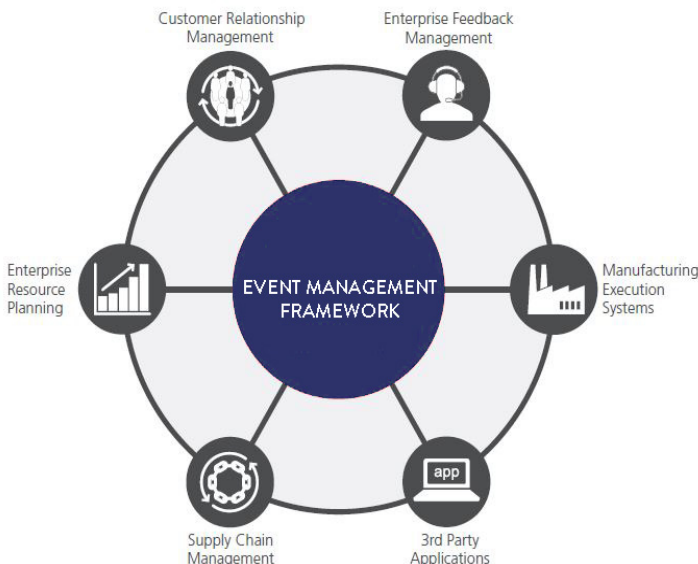 Customer Relationship
Management
Enterprise Feedback
Management
Enterprise
Resource
Planning
EVENT MANAGEMENT
FRAMEWORK
Manufacturing
Execution
Systems
app
Supply Chain
Management
3rd Party
Applications